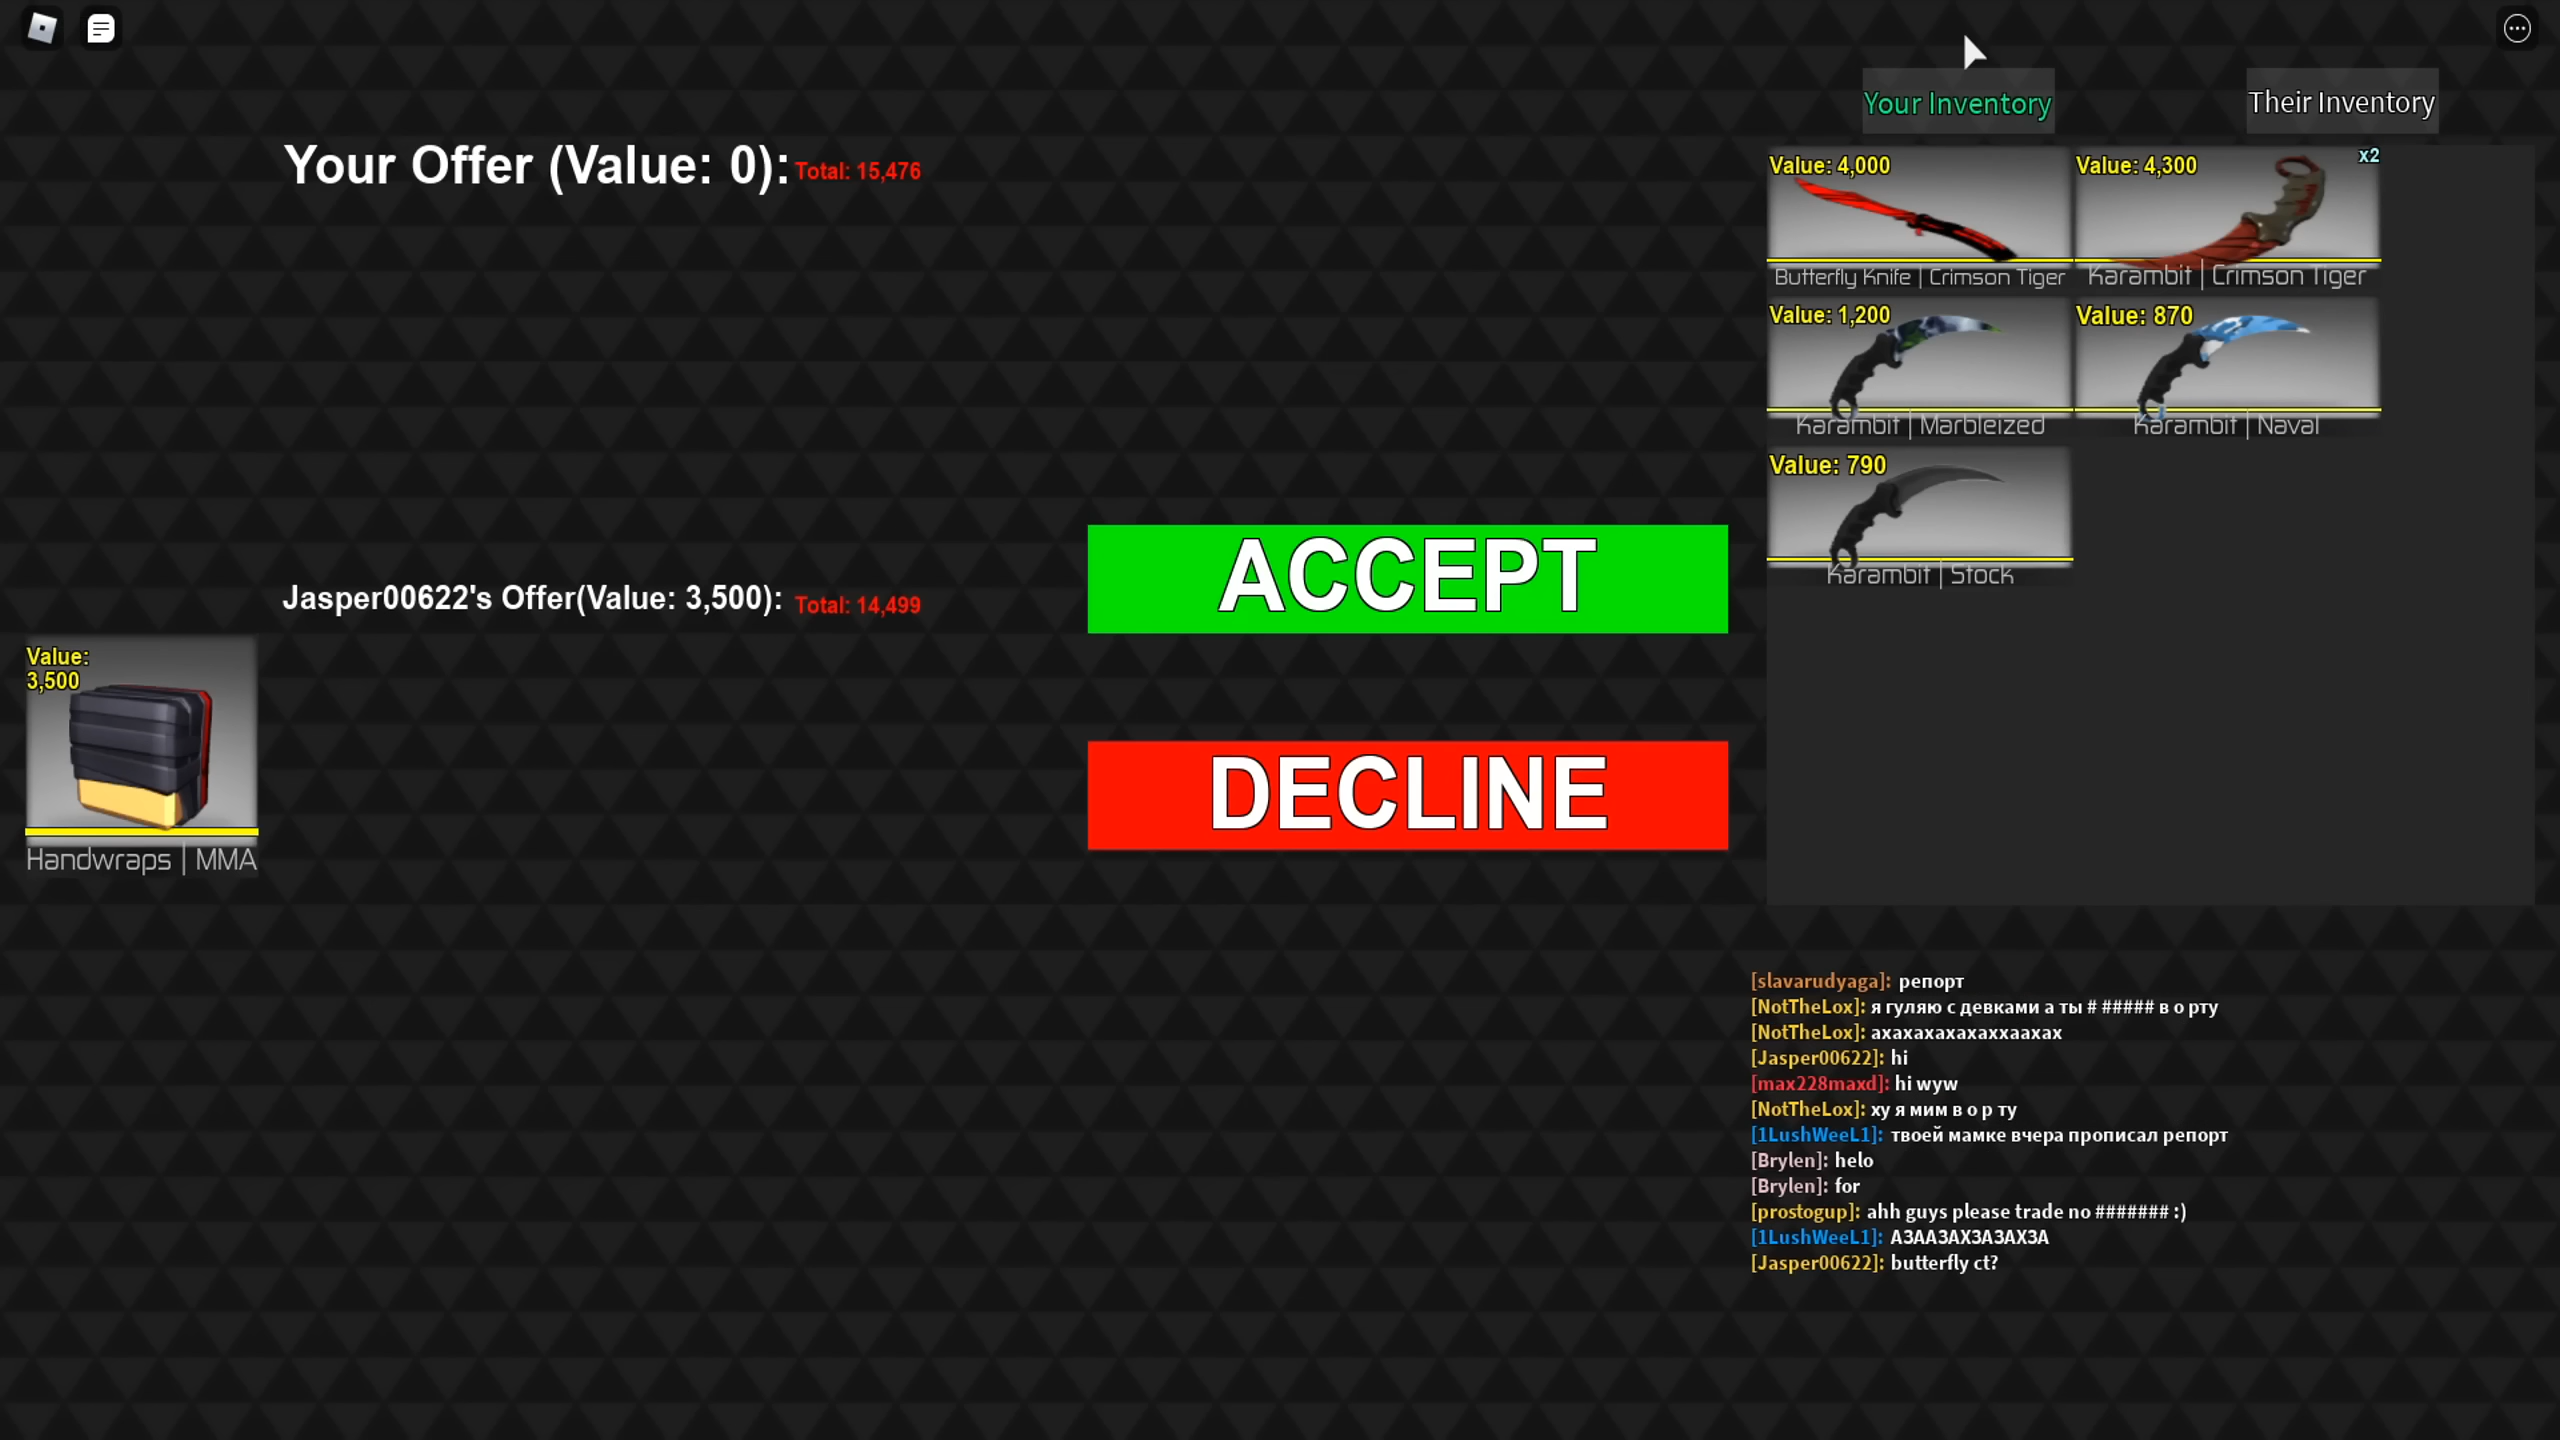 Your Inventory
Their Inventory
Your Offer (Value: 0):
Total: 15,476
Value: 4,000
Butterfly Knife | Crimson Tiger
Value: 4,300
x2
Karambit | Crimson Tiger
Value: 1,200
Karambit | Marbleized
Value: 870
Karambit | Naval
Value: 790
Karambit | Stock
ACCEPT
DECLINE
Jasper00622's Offer(Value: 3,500):
Total: 14,499
Value:
3,500
Handwraps | MMA
[slavarudyaga]: репорт
[NotTheLox]: я гуляю с девками а ты # ##### в о рту
[NotTheLox]: ахахахахахаххаахах
[Jasper00622]: hi
[max228maxd]: hi wyw
[NotTheLox]: ху я мим в о р ту
[1LushWeeL1]: твоей мамке вчера прописал репорт
[Brylen]: helo
[Brylen]: for
[prostogup]: ahh guys please trade no ####### :)
[1LushWeeL1]: АЗААЗАХЗАЗАХЗА
[Jasper00622]: butterfly ct?